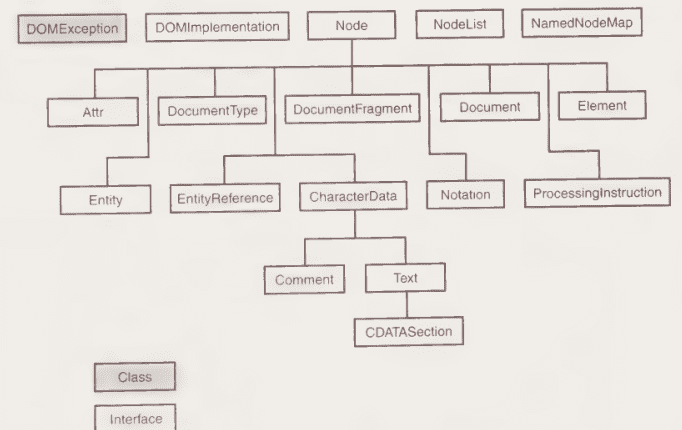 DOMException
DOMImplementation
Node
NodeList
NamedNodeMap
Attr
DocumentType
DocumentFragment
Document
Element
Entity
EntityReference
CharacterData
Notation
ProcessingInstruction
Comment
Text
CDATASection
Class
Interface